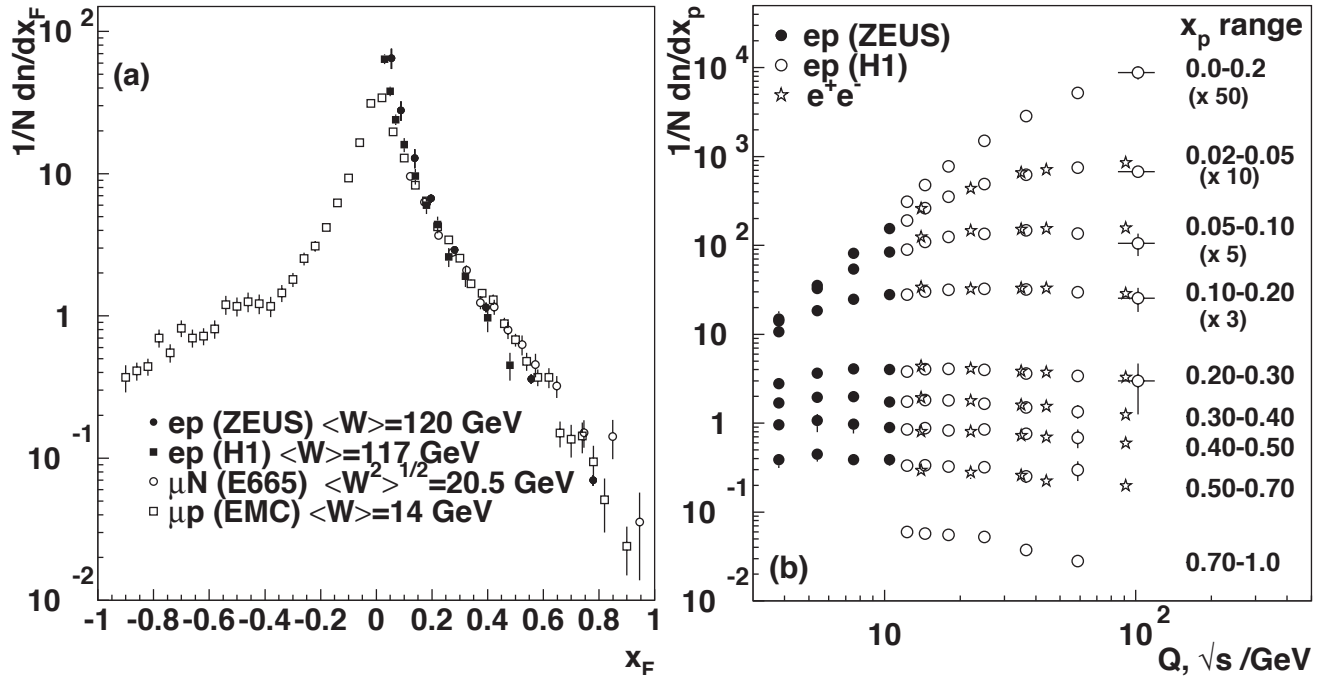 1/N dn/dx_F
10^2
10
1
10^-1
10^-2
(a)
ep (ZEUS) <W>=120 GeV
ep (H1) <W>=117 GeV
μN (E665) <W^2>^1/2=20.5 GeV
μp (EMC) <W>=14 GeV
-1 -0.8 -0.6 -0.4 -0.2 0 0.2 0.4 0.6 0.8 1
x_F
1/N dn/dx_p
10^4
10^3
10^2
10
1
10^-1
10^-2
ep (ZEUS)
ep (H1)
e^+e^-
x_p range
0.0-0.2
(x 50)
0.02-0.05
(x 10)
0.05-0.10
(x 5)
0.10-0.20
(x 3)
0.20-0.30
0.30-0.40
0.40-0.50
0.50-0.70
0.70-1.0
(b)
10 10^2
Q, √s /GeV